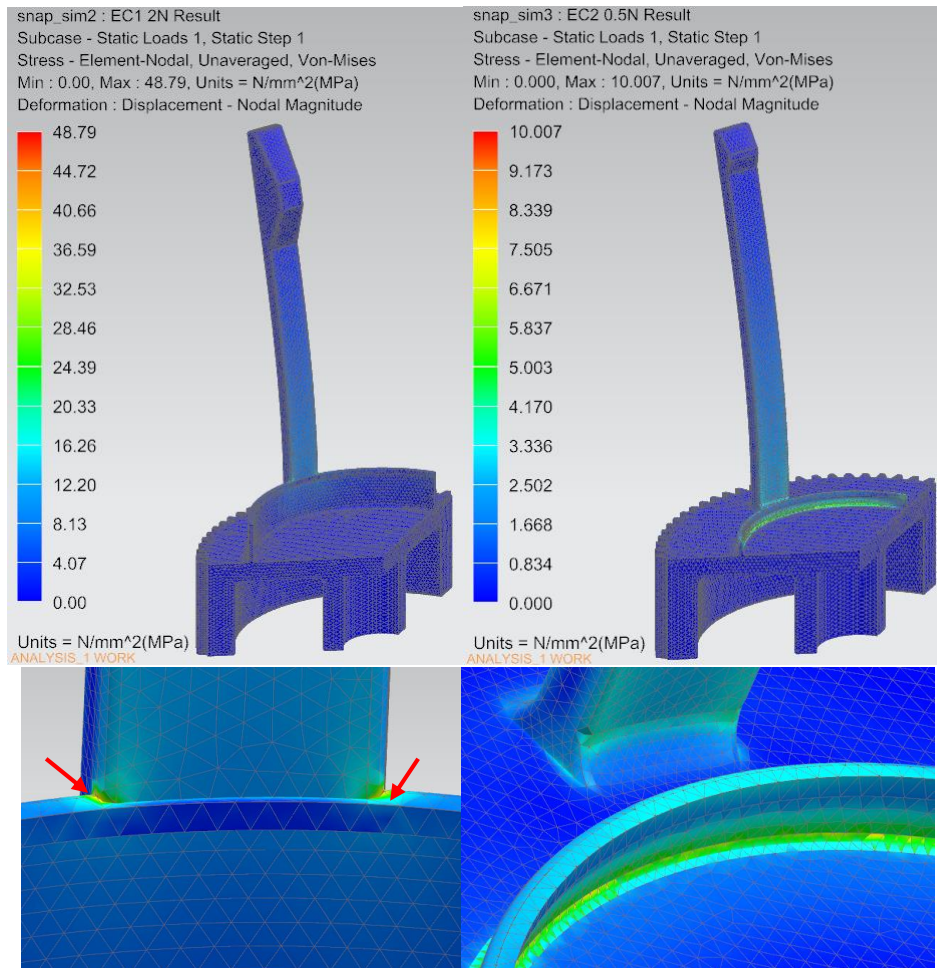 snap_sim2 : EC1 2N Result
Subcase - Static Loads 1, Static Step 1
Stress - Element-Nodal, Unaveraged, Von-Mises
Min : 0.00, Max : 48.79, Units = N/mm^2(MPa)
Deformation : Displacement - Nodal Magnitude
48.79
44.72
40.66
36.59
32.53
28.46
24.39
20.33
16.26
12.20
8.13
4.07
0.00
Units = N/mm^2(MPa)
ANALYSIS_1 WORK
snap_sim3 : EC2 0.5N Result
Subcase - Static Loads 1, Static Step 1
Stress - Element-Nodal, Unaveraged, Von-Mises
Min : 0.000, Max : 10.007, Units = N/mm^2(MPa)
Deformation : Displacement - Nodal Magnitude
10.007
9.173
8.339
7.505
6.671
5.837
5.003
4.170
3.336
2.502
1.668
0.834
0.000
Units = N/mm^2(MPa)
ANALYSIS_1 WORK